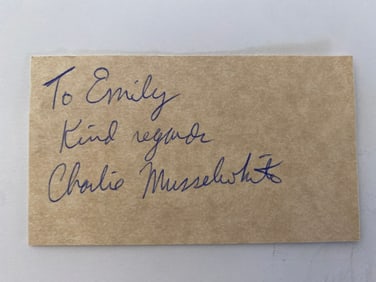 To Emily
Kind regards
Charlie Musselwhite